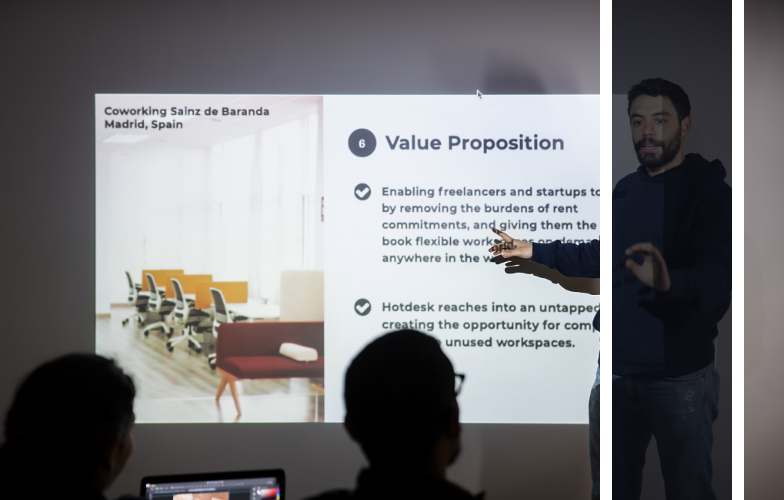 Coworking Sainz de Baranda
Madrid, Spain
6 Value Proposition
Enabling freelancers and startups to
by removing the burdens of rent
commitments, and giving them the
book flexible on
anywhere in the
Hotdesk reaches into an untapped
creating the opportunity for
unused workspaces.